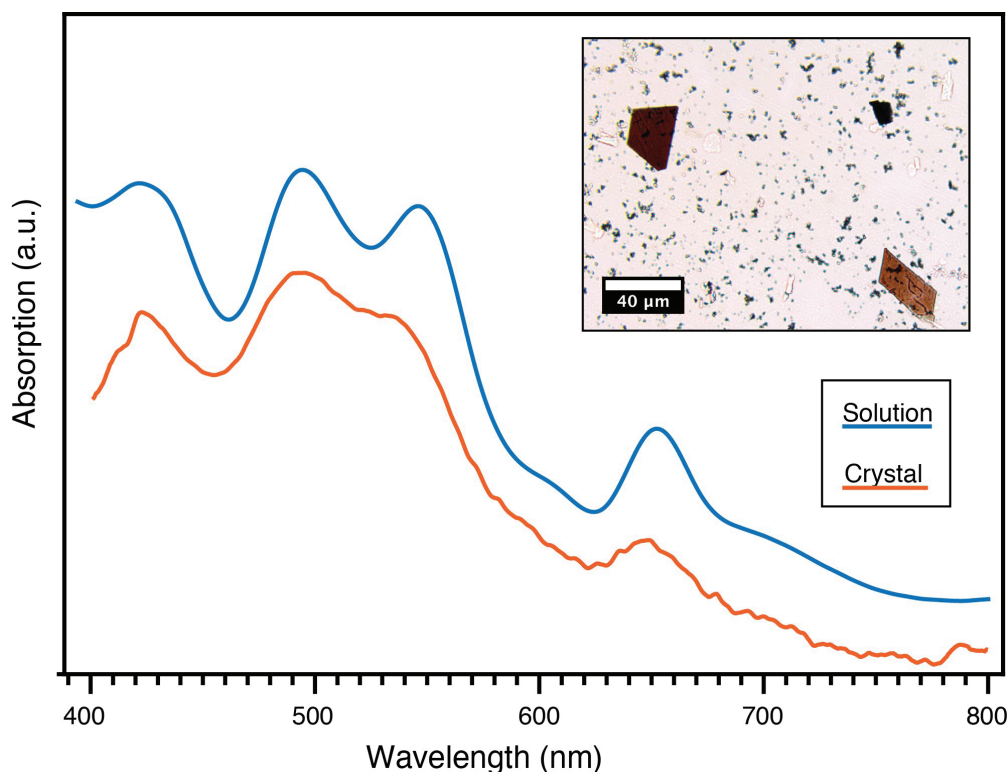 Absorption (a.u.)
40 µm
Solution
Crystal
400 500 600 700 800
Wavelength (nm)